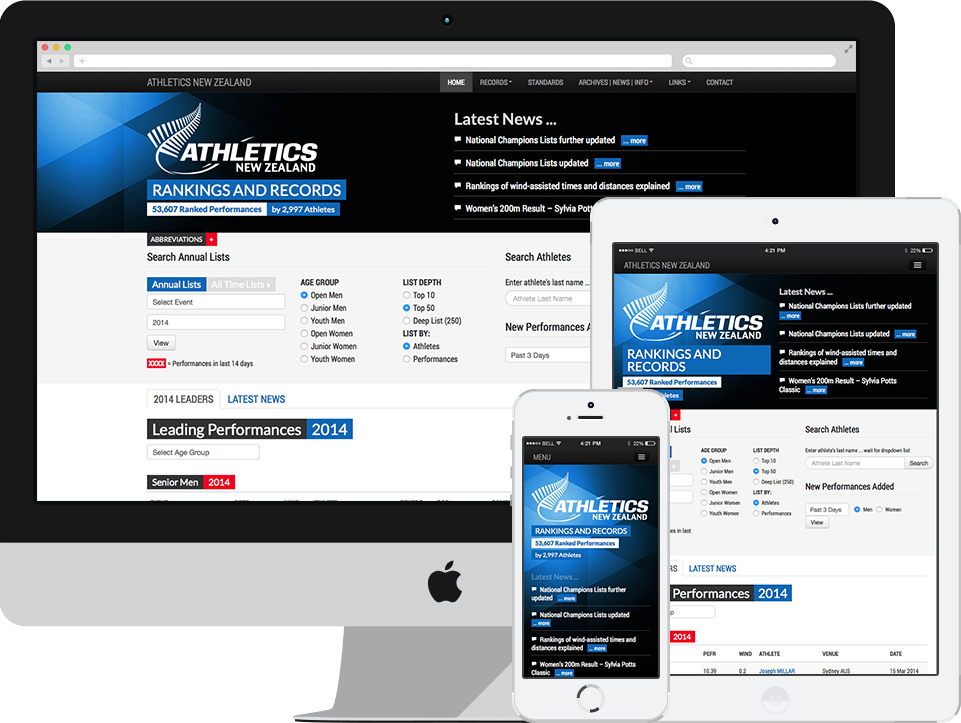 ATHLETICS NEW ZEALAND
HOME RECORDS STANDARDS ARCHIVES | NEWS | INFO LINKS CONTACT
ATHLETICS
NEW ZEALAND
RANKINGS AND RECORDS
53,607 Ranked Performances by 2,997 Athletes
Latest News ...
National Champions Lists further updated ... more
National Champions Lists updated ... more
Rankings of wind-assisted times and distances explained ... more
Women's 200m Result – Sylvia Potts
ABBREVIATIONS +
Search Annual Lists
Annual Lists All Time Lists
Select Event
2014
View
XXXX = Performances in last 14 days
AGE GROUP
Open Men
Junior Men
Youth Men
Open Women
Junior Women
Youth Women
LIST DEPTH
Top 10
Top 50
Deep List (250)
LIST BY:
Athletes
Performances
Search Athletes
Enter athlete's last name ...
Athlete Last Name
New Performances A
Past 3 Days
2014 LEADERS LATEST NEWS
Leading Performances 2014
Select Age Group
Senior Men 2014
BELL 4:21 PM 22%
ATHLETICS NEW ZEALAND
ATHLETICS
NEW ZEALAND
RANKINGS AND
RECORDS
53,607 Ranked Performances
athletes
Latest News ...
National Champions Lists further updated
... more
National Champions Lists updated ... more
Rankings of wind-assisted times and
distances explained ... more
Women's 200m Result – Sylvia Potts
Classic ... more
al Lists
AGE GROUP
Open Men
Junior Men
Youth Men
Open Women
Junior Women
Youth Women
LIST DEPTH
Top 10
Top 50
Deep List (250)
LIST BY:
Athletes
Performances
es in last
Search Athletes
Enter athlete's last name ... wait for dropdown list
Athlete Last Name Search
New Performances Added
Past 3 Days Men Women
View
RS LATEST NEWS
Performances 2014
2014
PERF WIND ATHLETE VENUE DATE
10.39 0.2 Joseph MILLAR Sydney AUS 15 Mar 2014
BELL 4:21 PM 22%
MENU
ATHLETICS
NEW ZEALAND
RANKINGS AND RECORDS
53,607 Ranked Performances
by 2,997 Athletes
Latest News ...
National Champions Lists further
updated ... more
National Champions Lists updated
... more
Rankings of wind-assisted times and
distances explained ... more
Women's 200m Result – Sylvia Potts
Classic ... more